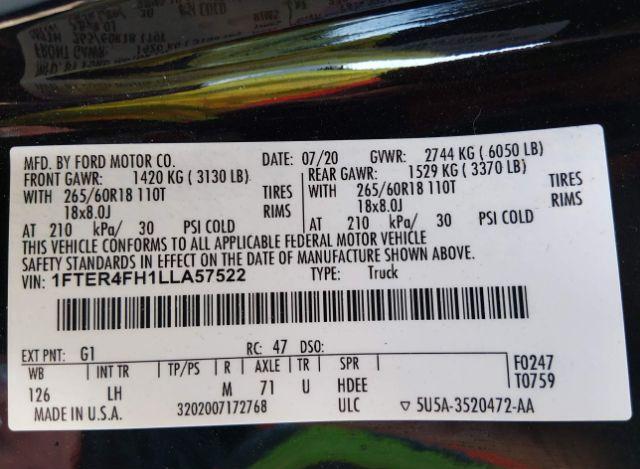 MFD. BY FORD MOTOR CO. DATE: 07/20 GVWR: 2744 KG ( 6050 LB)
FRONT GAWR: 1420 KG ( 3130 LB) REAR GAWR: 1529 KG ( 3370 LB)
WITH 265/60R18 110T TIRES WITH 265/60R18 110T TIRES
18x8.0J RIMS 18x8.0J RIMS
AT 210 kPa/ 30 PSI COLD AT 210 kPa/ 30 PSI COLD
THIS VEHICLE CONFORMS TO ALL APPLICABLE FEDERAL MOTOR VEHICLE
SAFETY STANDARDS IN EFFECT ON THE DATE OF MANUFACTURE SHOWN ABOVE.
VIN: 1FTER4FH1LLA57522 TYPE: Truck
EXT PNT: G1 RC: 47 DSO:
WB INT TR TP/PS R AXLE TR SPR F0247
126 LH M 71 U HDEE T0759
MADE IN U.S.A. 3202007172768 ULC ▽ 5U5A-3520472-AA